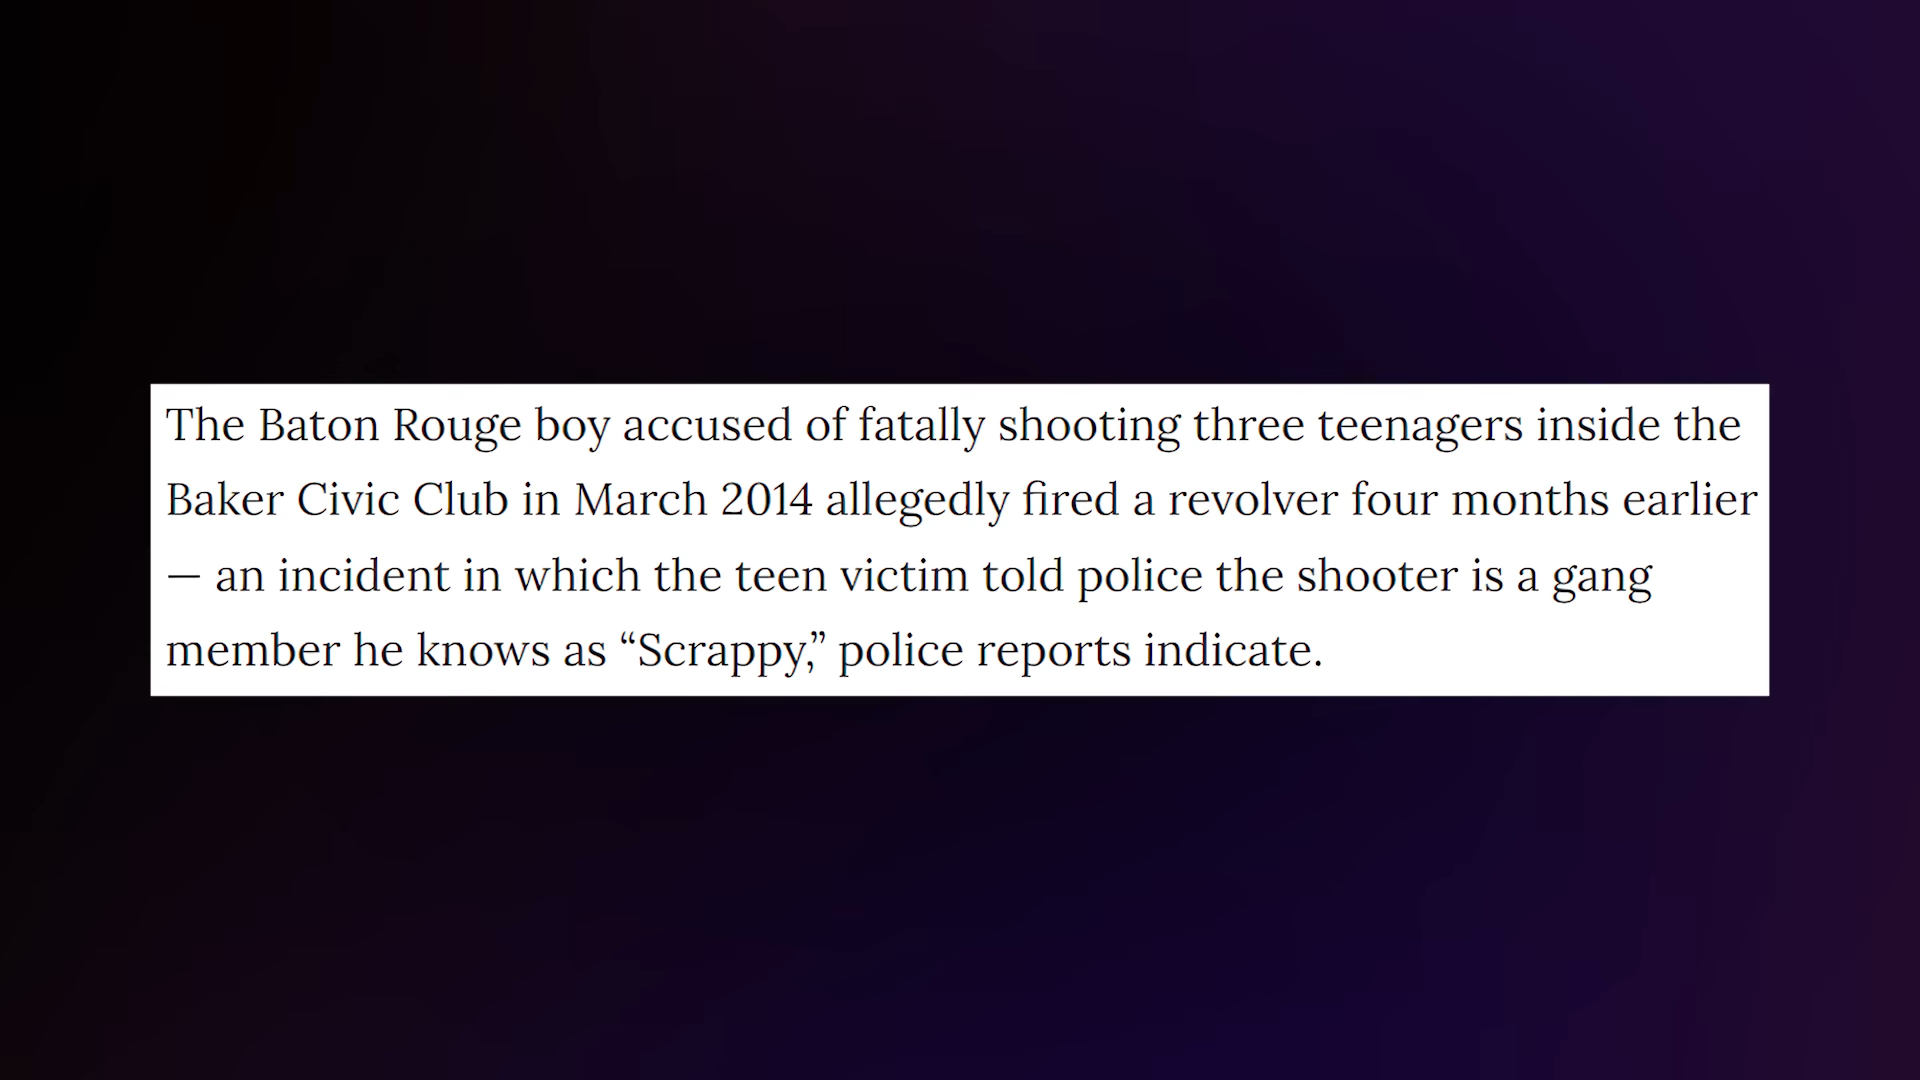 The Baton Rouge boy accused of fatally shooting three teenagers inside the
Baker Civic Club in March 2014 allegedly fired a revolver four months earlier
— an incident in which the teen victim told police the shooter is a gang
member he knows as “Scrappy,” police reports indicate.